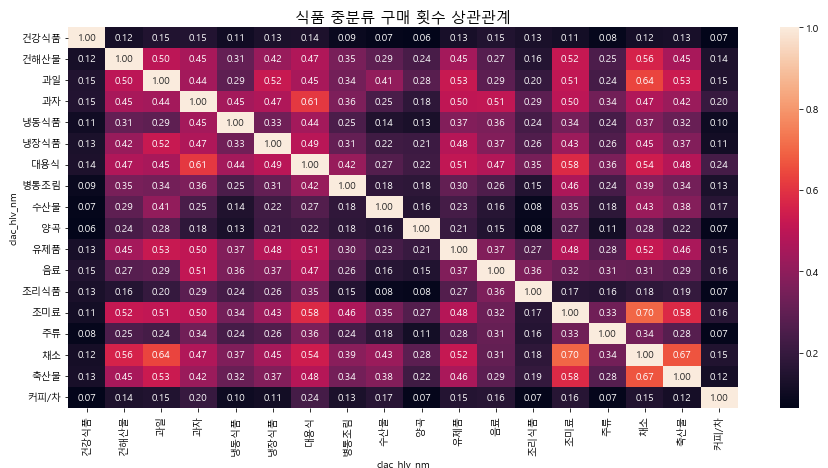 식품 중분류 구매 횟수 상관관계
건강식품 1.00 0.12 0.15 0.15 0.11 0.13 0.14 0.09 0.07 0.06 0.13 0.15 0.13 0.11 0.08 0.12 0.13 0.07
건해산물 0.12 1.00 0.50 0.45 0.31 0.42 0.47 0.35 0.29 0.24 0.45 0.27 0.16 0.52 0.25 0.56 0.45 0.14
과일 0.15 0.50 1.00 0.44 0.29 0.52 0.45 0.34 0.41 0.28 0.53 0.29 0.20 0.51 0.24 0.64 0.53 0.15
과자 0.15 0.45 0.44 1.00 0.45 0.47 0.61 0.36 0.25 0.18 0.50 0.51 0.29 0.50 0.34 0.47 0.42 0.20
냉동식품 0.11 0.31 0.29 0.45 1.00 0.33 0.44 0.25 0.14 0.13 0.37 0.36 0.24 0.34 0.24 0.37 0.32 0.10
냉장식품 0.13 0.42 0.52 0.47 0.33 1.00 0.49 0.31 0.22 0.21 0.48 0.37 0.26 0.43 0.26 0.45 0.37 0.11
대용식 0.14 0.47 0.45 0.61 0.44 0.49 1.00 0.42 0.27 0.22 0.51 0.47 0.35 0.58 0.36 0.54 0.48 0.24
병통조림 0.09 0.35 0.34 0.36 0.25 0.31 0.42 1.00 0.18 0.18 0.30 0.26 0.15 0.46 0.24 0.39 0.34 0.13
수산물 0.07 0.29 0.41 0.25 0.14 0.22 0.27 0.18 1.00 0.16 0.23 0.16 0.08 0.35 0.18 0.43 0.38 0.17
양곡 0.06 0.24 0.28 0.18 0.13 0.21 0.22 0.18 0.16 1.00 0.21 0.15 0.08 0.27 0.11 0.28 0.22 0.07
유제품 0.13 0.45 0.53 0.50 0.37 0.48 0.51 0.30 0.23 0.21 1.00 0.37 0.27 0.48 0.28 0.52 0.46 0.15
음료 0.15 0.27 0.29 0.51 0.36 0.37 0.47 0.26 0.16 0.15 0.37 1.00 0.36 0.32 0.31 0.31 0.29 0.16
조리식품 0.13 0.16 0.20 0.29 0.24 0.26 0.35 0.15 0.08 0.08 0.27 0.36 1.00 0.17 0.16 0.18 0.19 0.07
조미료 0.11 0.52 0.51 0.50 0.34 0.43 0.58 0.46 0.35 0.27 0.48 0.32 0.17 1.00 0.33 0.70 0.58 0.16
주류 0.08 0.25 0.24 0.34 0.24 0.26 0.36 0.24 0.18 0.11 0.28 0.31 0.16 0.33 1.00 0.34 0.28 0.07
채소 0.12 0.56 0.64 0.47 0.37 0.45 0.54 0.39 0.43 0.28 0.52 0.31 0.18 0.70 0.34 1.00 0.67 0.15
축산물 0.13 0.45 0.53 0.42 0.32 0.37 0.48 0.34 0.38 0.22 0.46 0.29 0.19 0.58 0.28 0.67 1.00 0.12
커피/차 0.07 0.14 0.15 0.20 0.10 0.11 0.24 0.13 0.17 0.07 0.15 0.16 0.07 0.16 0.07 0.15 0.12 1.00
dac_hlv_nm
건강식품 건해산물 과일 과자 냉동식품 냉장식품 대용식 병통조림 수산물 양곡 유제품 음료 조리식품 조미료 주류 채소 축산물 커피/차
dac_hlv_nm
1.0
0.8
0.6
0.4
0.2